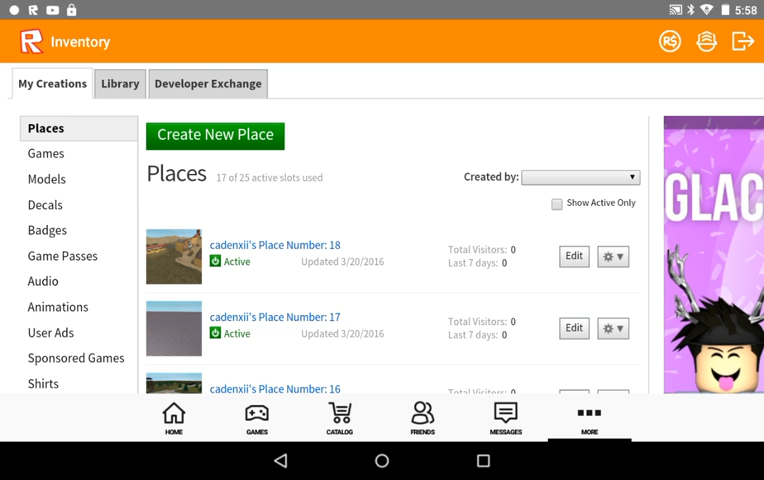 5:58
R Inventory
R$
My Creations Library Developer Exchange
Places
Games
Models
Decals
Badges
Game Passes
Audio
Animations
User Ads
Sponsored Games
Shirts
Create New Place
Places 17 of 25 active slots used
Created by:
Show Active Only
cadenxii's Place Number: 18
Active Updated 3/20/2016
Total Visitors: 0
Last 7 days: 0
Edit
cadenxii's Place Number: 17
Active Updated 3/20/2016
Total Visitors: 0
Last 7 days: 0
Edit
cadenxii's Place Number: 16
GLAC
HOME GAMES CATALOG FRIENDS MESSAGES MORE